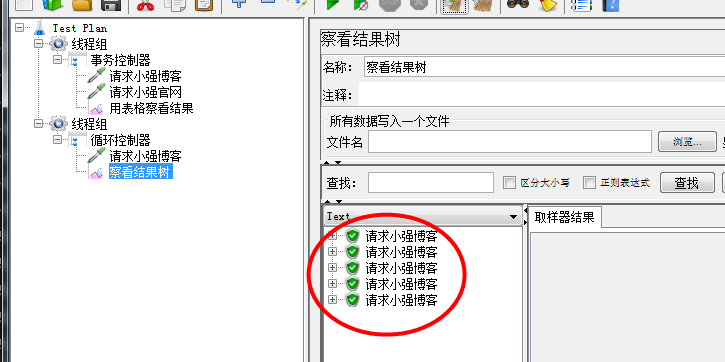 Test Plan
线程组
事务控制器
请求小强博客
请求小强官网
用表格察看结果
线程组
循环控制器
请求小强博客
察看结果树
察看结果树
名称: 察看结果树
注释:
所有数据写入一个文件
文件名 浏览...
查找: 区分大小写 正则表达式 查找
Text 取样器结果
请求小强博客
请求小强博客
请求小强博客
请求小强博客
请求小强博客